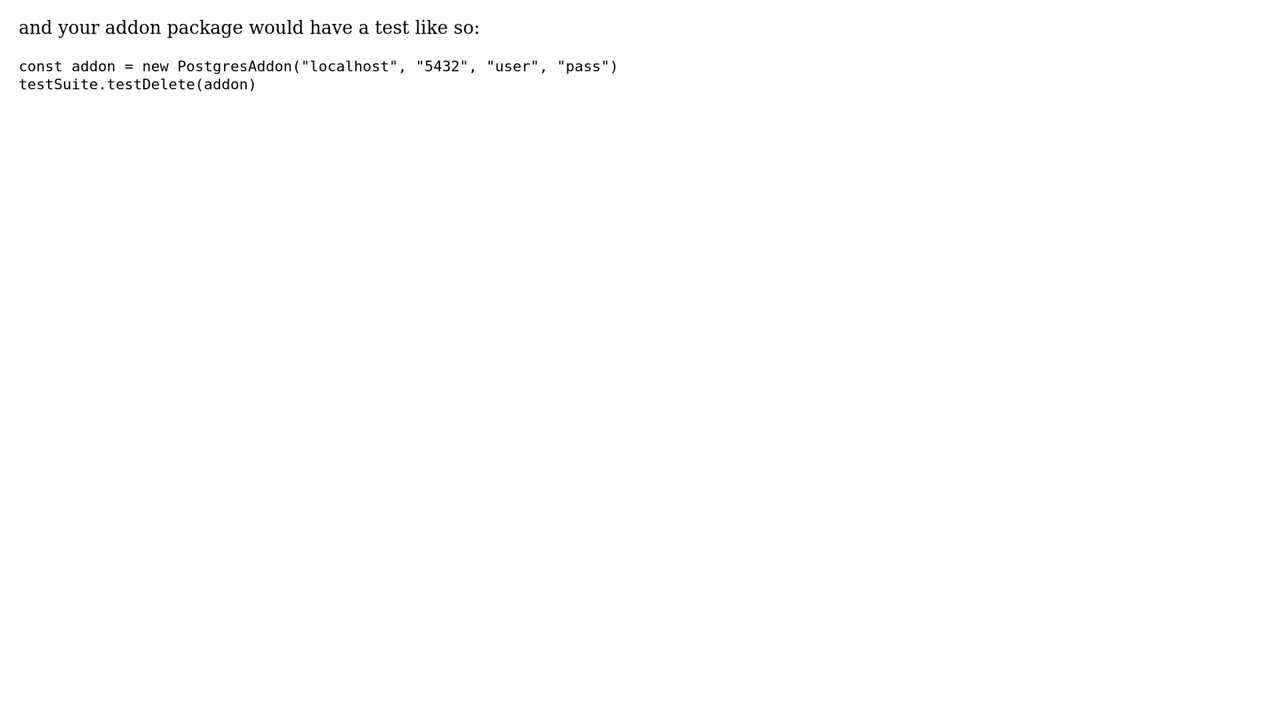 and your addon package would have a test like so:
const addon = new PostgresAddon("localhost", "5432", "user", "pass")
testSuite.testDelete(addon)